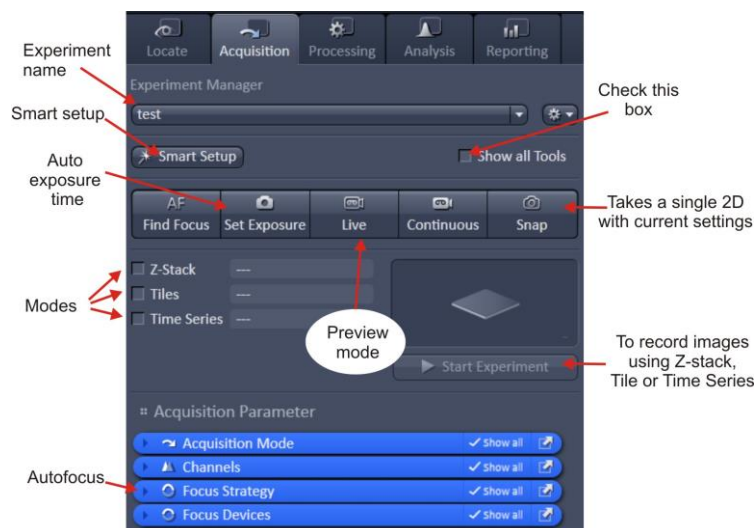 Locate
Acquisition
Processing
Analysis
Reporting
Experiment
name
Experiment Manager
test
Check this
box
Smart setup
Smart Setup
Show all Tools
Auto
exposure
time
AF
Find Focus
Set Exposure
Live
Continuous
Snap
Takes a single 2D
with current settings
Modes
Z-Stack
---
Tiles
---
Time Series
---
Preview
mode
Start Experiment
To record images
using Z-stack,
Tile or Time Series
Acquisition Parameter
Acquisition Mode
Show all
Channels
Show all
Autofocus
Focus Strategy
Show all
Focus Devices
Show all